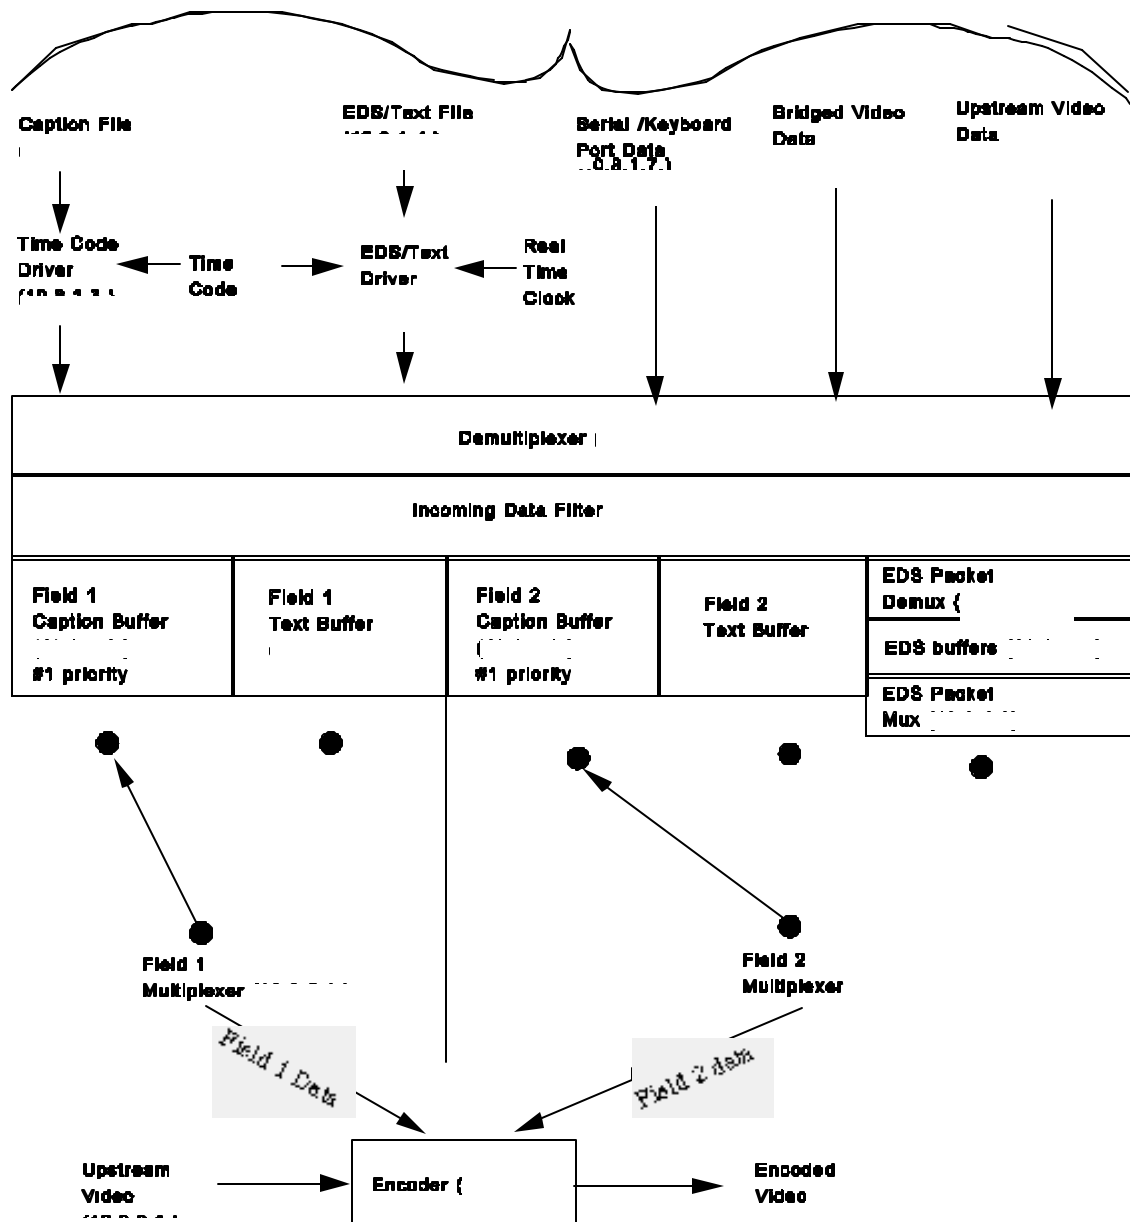 Caption File
EDS/Text File
Serial /Keyboard
Port Data
Bridged Video
Data
Upstream Video
Data
Time Code
Driver
Time
Code
EDS/Text
Driver
Real
Time
Clock
Demultiplexer
Incoming Data Filter
Field 1
Caption Buffer
#1 priority
Field 1
Text Buffer
Field 2
Caption Buffer
#1 priority
Field 2
Text Buffer
EDS Packet
Demux (
EDS buffers
EDS Packet
Mux
Field 1
Multiplexer
Field 2
Multiplexer
Field 1 Data
Field 2 data
Upstream
Video
Encoder (
Encoded
Video